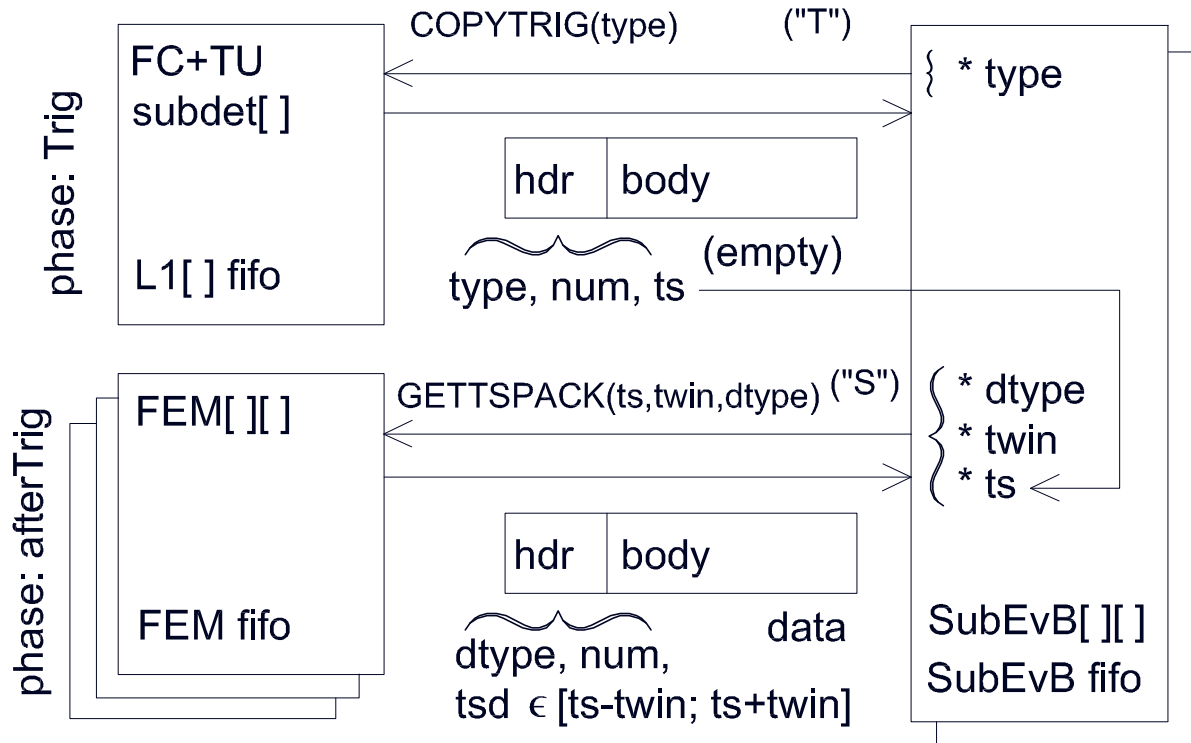 phase: Trig
FC+TU
subdet[ ]
L1[ ] fifo
COPYTRIG(type) ("T")
* type
hdr body
(empty)
type, num, ts
phase: afterTrig
FEM[ ][ ]
FEM fifo
GETTSPACK(ts,twin,dtype) ("S")
* dtype
* twin
* ts
hdr body
data
dtype, num,
tsd ϵ [ts-twin; ts+twin]
SubEvB[ ][ ]
SubEvB fifo